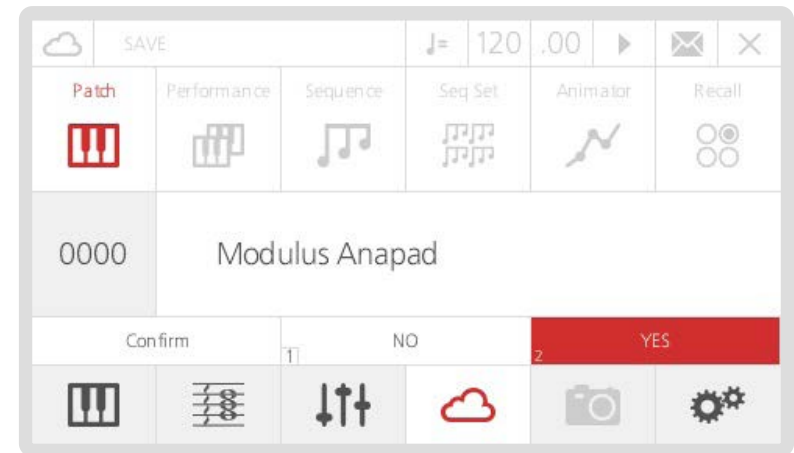 SAVE = 120 .00
Patch Performance Sequence Seq Set Animator Recall
0000 Modulus Anapad
Confirm 1 NO 2 YES